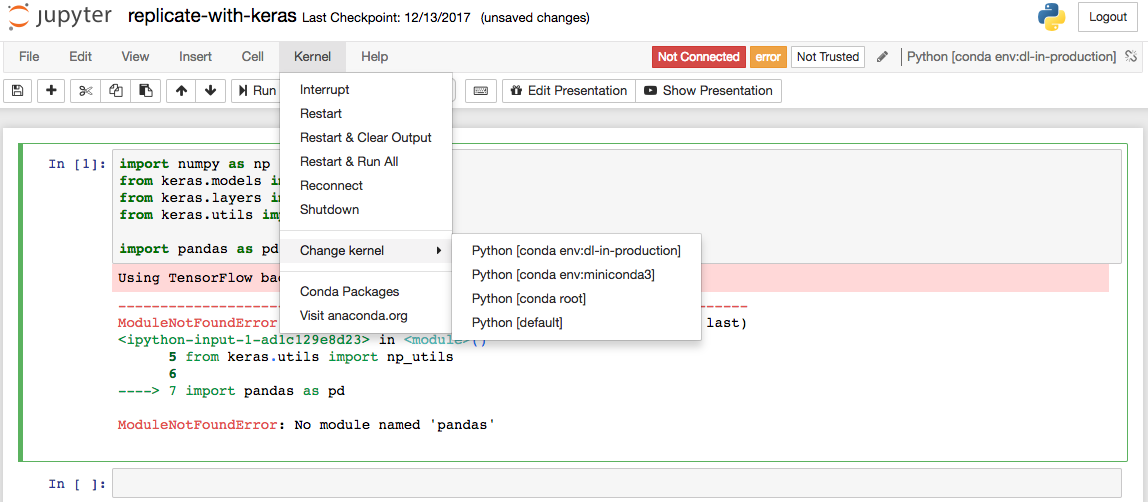 jupyter replicate-with-keras Last Checkpoint: 12/13/2017 (unsaved changes) Logout
File Edit View Insert Cell Kernel Help Not Connected error Not Trusted Python [conda env:dl-in-production]
Run Edit Presentation Show Presentation
Interrupt
Restart
Restart & Clear Output
Restart & Run All
Reconnect
Shutdown
Change kernel
Conda Packages
Visit anaconda.org
Python [conda env:dl-in-production]
Python [conda env:miniconda3]
Python [conda root]
Python [default]
In [1]: import numpy as np
from keras.models
from keras.layers
from keras.utils
import pandas as pd
Using TensorFlow
---------------------------------------------------------------------------
ModuleNotFoundError last)
<ipython-input-1-ad1c129e8d23> in <module>()
5 from keras.utils import np_utils
6
----> 7 import pandas as pd
ModuleNotFoundError: No module named 'pandas'
In [ ]: